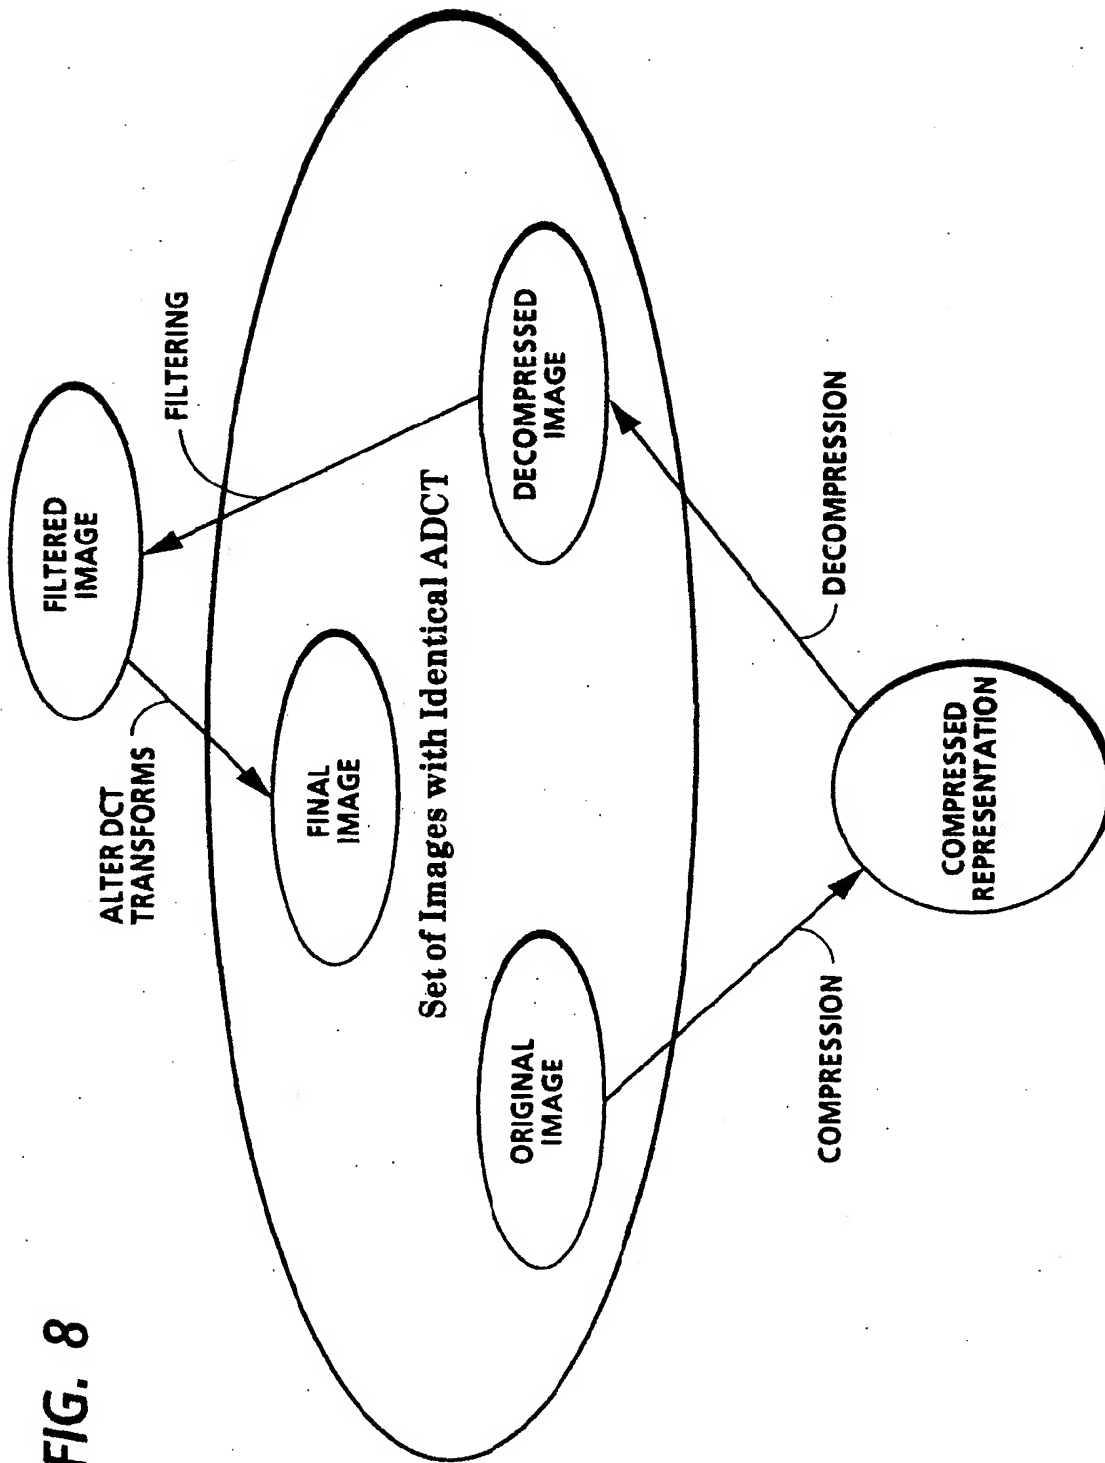 FIG. 8
FILTERED
IMAGE
FILTERING
ALTER DCT
TRANSFORMS
FINAL
IMAGE
Set of Images with Identical ADCT
ORIGINAL
IMAGE
DECOMPRESSED
IMAGE
COMPRESSION
DECOMPRESSION
COMPRESSED
REPRESENTATION